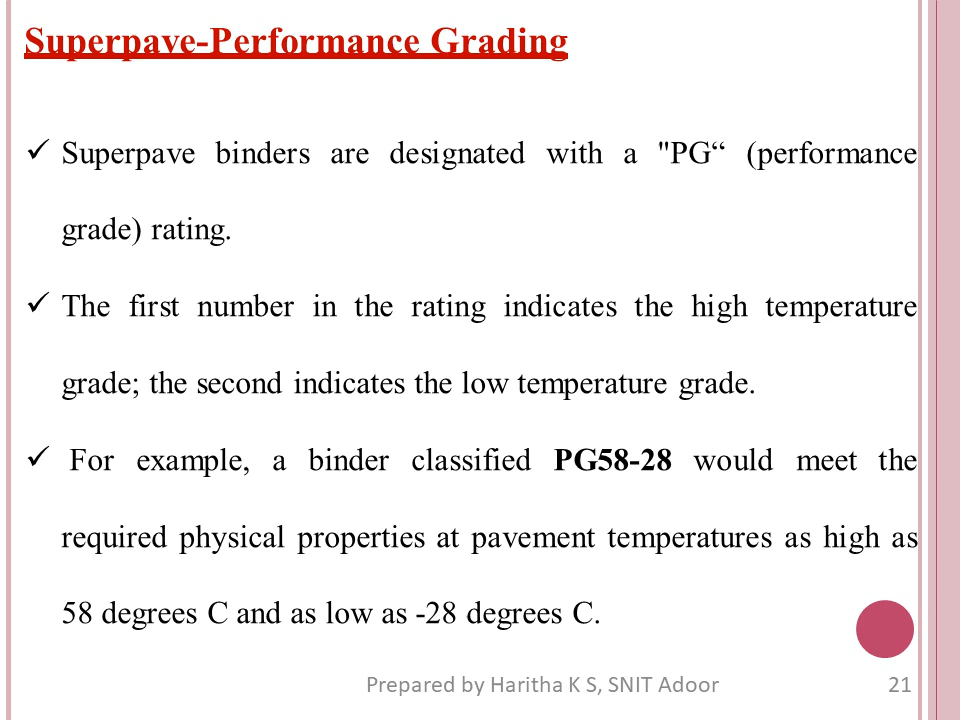 Superpave-Performance Grading
✓ Superpave binders are designated with a "PG“ (performance
grade) rating.
✓ The first number in the rating indicates the high temperature
grade; the second indicates the low temperature grade.
✓ For example, a binder classified PG58-28 would meet the
required physical properties at pavement temperatures as high as
58 degrees C and as low as -28 degrees C.
Prepared by Haritha K S, SNIT Adoor 21